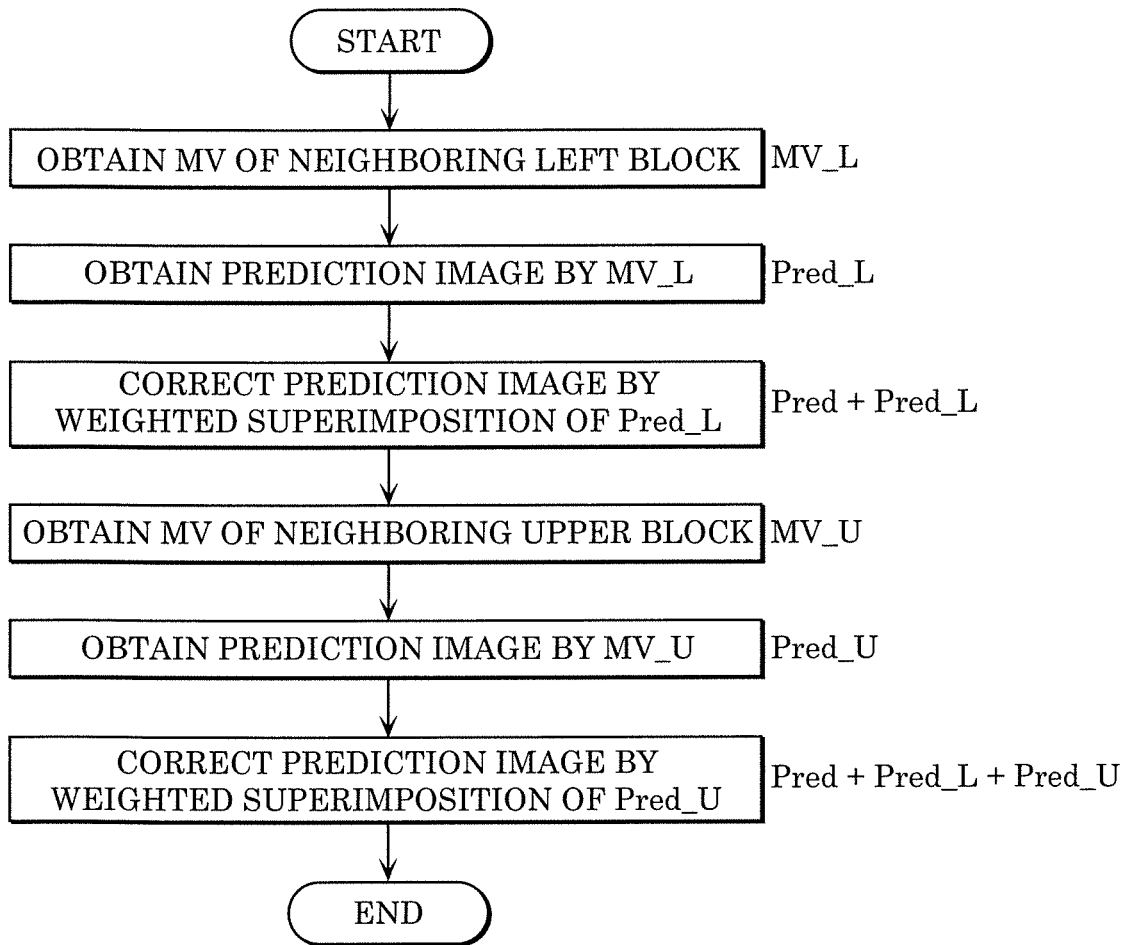 START
OBTAIN MV OF NEIGHBORING LEFT BLOCK MV_L
OBTAIN PREDICTION IMAGE BY MV_L Pred_L
CORRECT PREDICTION IMAGE BY
WEIGHTED SUPERIMPOSITION OF Pred_L
Pred + Pred_L
OBTAIN MV OF NEIGHBORING UPPER BLOCK MV_U
OBTAIN PREDICTION IMAGE BY MV_U Pred_U
CORRECT PREDICTION IMAGE BY
WEIGHTED SUPERIMPOSITION OF Pred_U
Pred + Pred_L + Pred_U
END